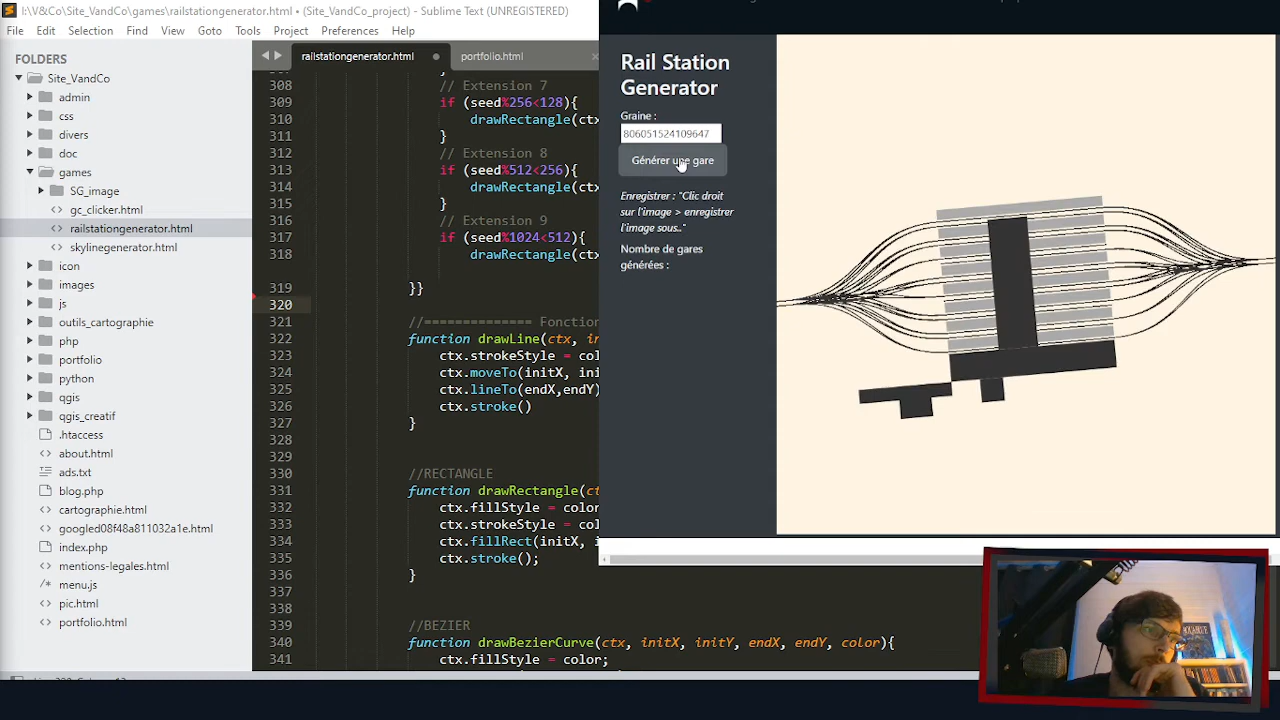 I:\V&Co\Site_VandCo\games\railstationgenerator.html • (Site_VandCo_project) - Sublime Text (UNREGISTERED)
File Edit Selection Find View Goto Tools Project Preferences Help
FOLDERS
Site_VandCo
admin
css
divers
doc
games
SG_image
gc_clicker.html
railstationgenerator.html
skylinegenerator.html
icon
images
js
outils_cartographie
php
portfolio
python
qgis
qgis_creatif
.htaccess
about.html
ads.txt
blog.php
cartographie.html
googled08f48a811032a1e.html
index.php
mentions-legales.html
menu.js
pic.html
portfolio.html
railstationgenerator.html
portfolio.html
308 // Extension 7
309 if (seed%256<128){
310 drawRectangle(ctx
311 }
312 // Extension 8
313 if (seed%512<256){
314 drawRectangle(ctx
315 }
316 // Extension 9
317 if (seed%1024<512){
318 drawRectangle(ctx
319 }}
320
321 //============== Fonction
322 function drawLine(ctx, in
323 ctx.strokeStyle = col
324 ctx.moveTo(initX, ini
325 ctx.lineTo(endX,endY)
326 ctx.stroke()
327 }
328
329
330 //RECTANGLE
331 function drawRectangle(ct
332 ctx.fillStyle = color
333 ctx.strokeStyle = col
334 ctx.fillRect(initX, i
335 ctx.stroke();
336 }
337
338
339 //BEZIER
340 function drawBezierCurve(ctx, initX, initY, endX, endY, color){
341 ctx.fillStyle = color;
Rail Station
Generator
Graine :
806051524109647
Générer une gare
Enregistrer : "Clic droit
sur l'image > enregistrer
l'image sous.."
Nombre de gares
générées :